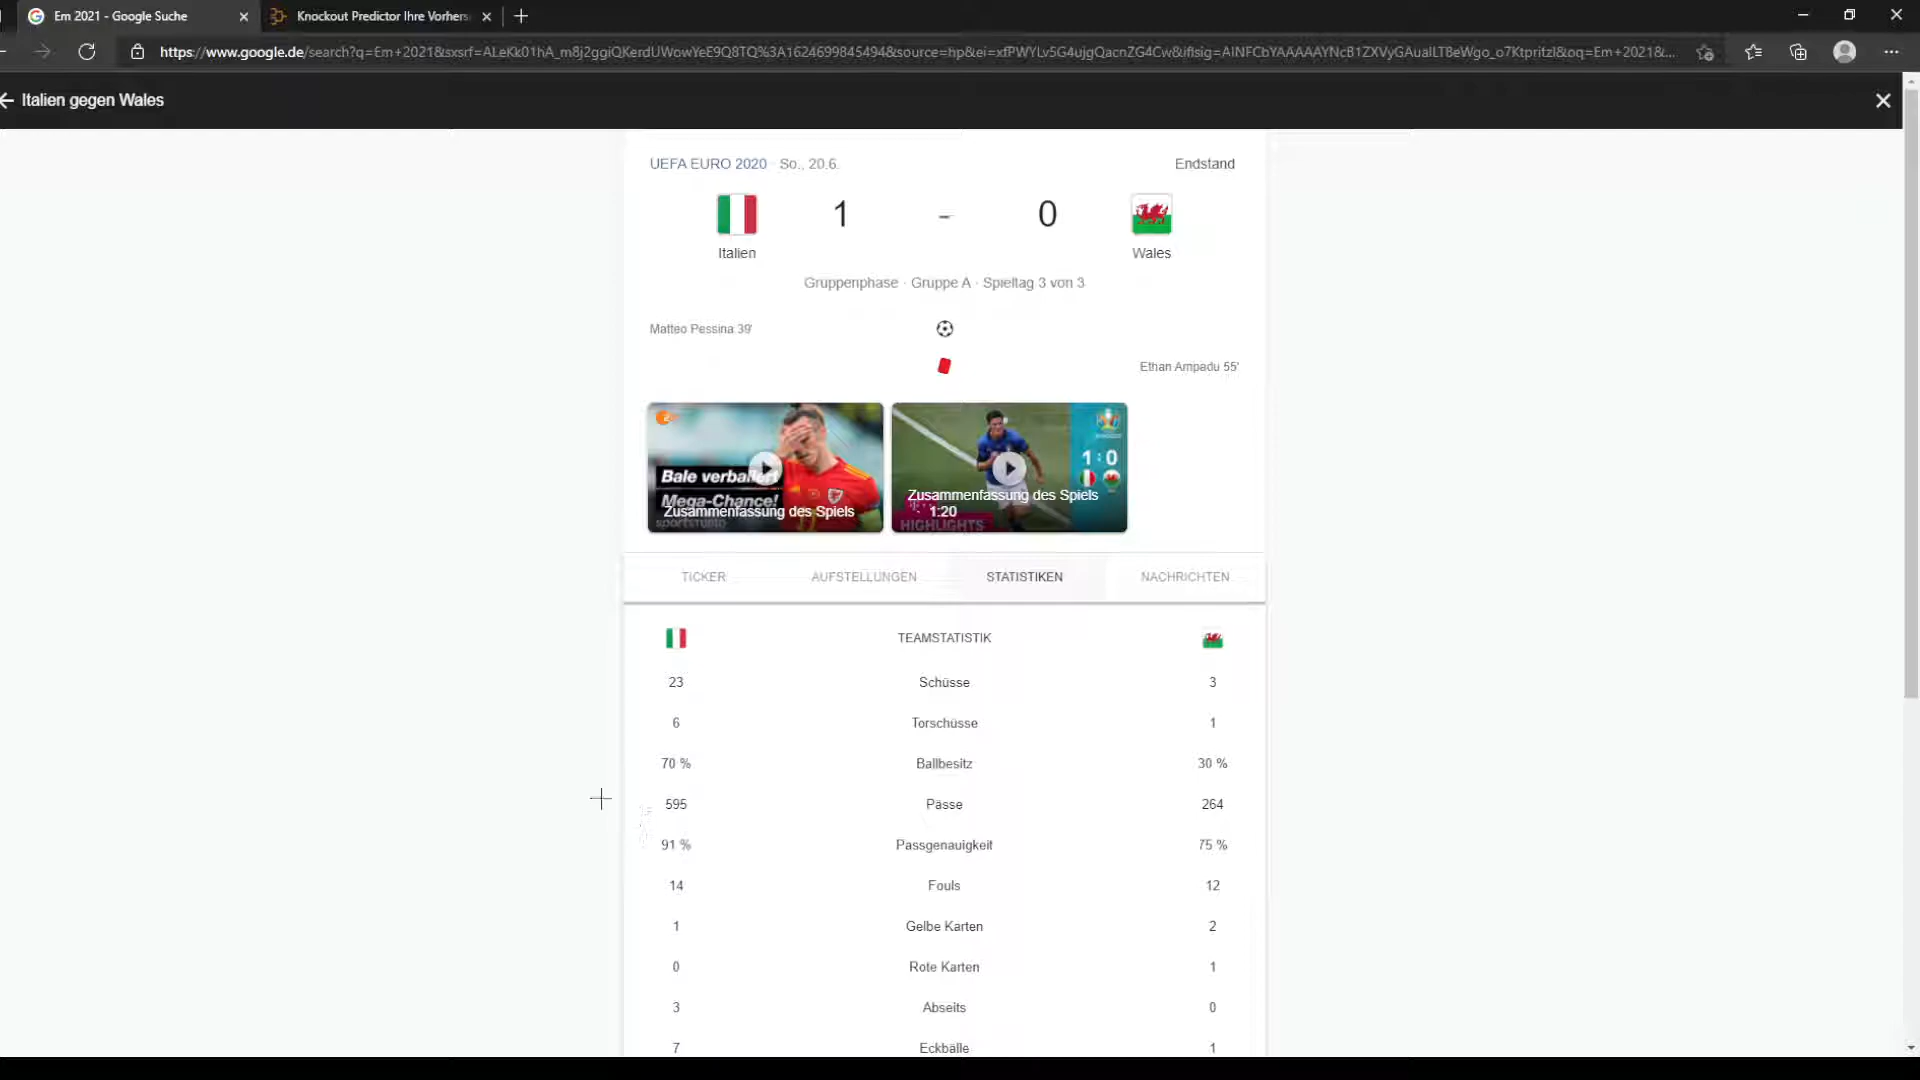 Em 2021 - Google Suche
Knockout Predictor Ihre Vorhers
https://www.google.de/search?q=Em+2021&sxsrf=ALeKk01hA_m8j2ggiQKerdUWowYeE9Q8TQ%3A1624699845494&source=hp&ei=xfPWYLv5G4ujgQacnZG4Cw&iflsig=AINFCbYAAAAAYNcB1ZXVyGAualLT8eWgo_o7Ktpritzl&oq=Em+2021&l...
Italien gegen Wales
UEFA EURO 2020 · So., 20.6.
Endstand
1 - 0
Italien
Wales
Gruppenphase · Gruppe A · Spieltag 3 von 3
Matteo Pessina 39'
Ethan Ampadu 55'
Bale verballert
Mega-Chance!
Zusammenfassung des Spiels
sportstudio
1:0
Zusammenfassung des Spiels
1:20
HIGHLIGHTS
TICKER AUFSTELLUNGEN STATISTIKEN NACHRICHTEN
TEAMSTATISTIK
23 Schüsse 3
6 Torschüsse 1
70 % Ballbesitz 30 %
595 Pässe 264
91 % Passgenauigkeit 75 %
14 Fouls 12
1 Gelbe Karten 2
0 Rote Karten 1
3 Abseits 0
7 Eckbälle 1